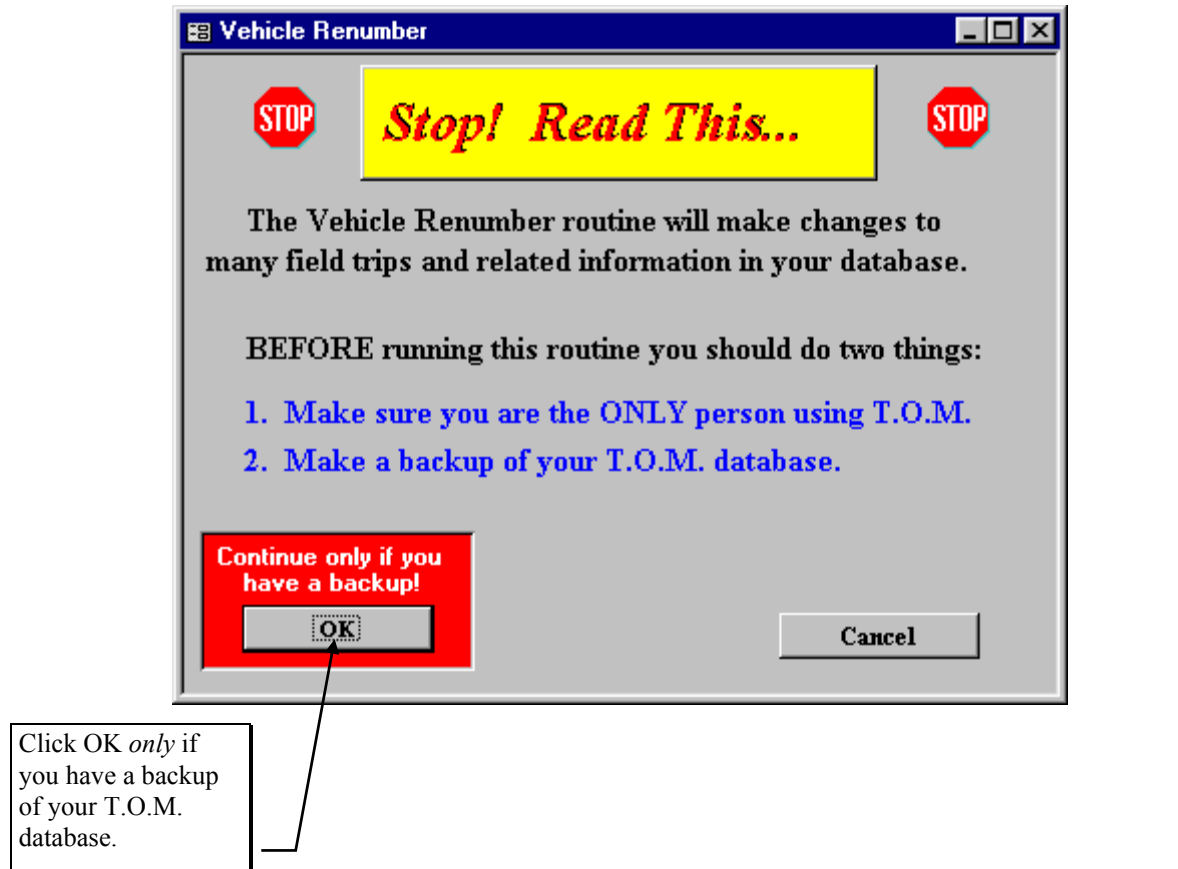 Vehicle Renumber
STOP
Stop! Read This...
STOP
The Vehicle Renumber routine will make changes to
many field trips and related information in your database.
BEFORE running this routine you should do two things:
1. Make sure you are the ONLY person using T.O.M.
2. Make a backup of your T.O.M. database.
Continue only if you
have a backup!
OK
Cancel
Click OK only if
you have a backup
of your T.O.M.
database.